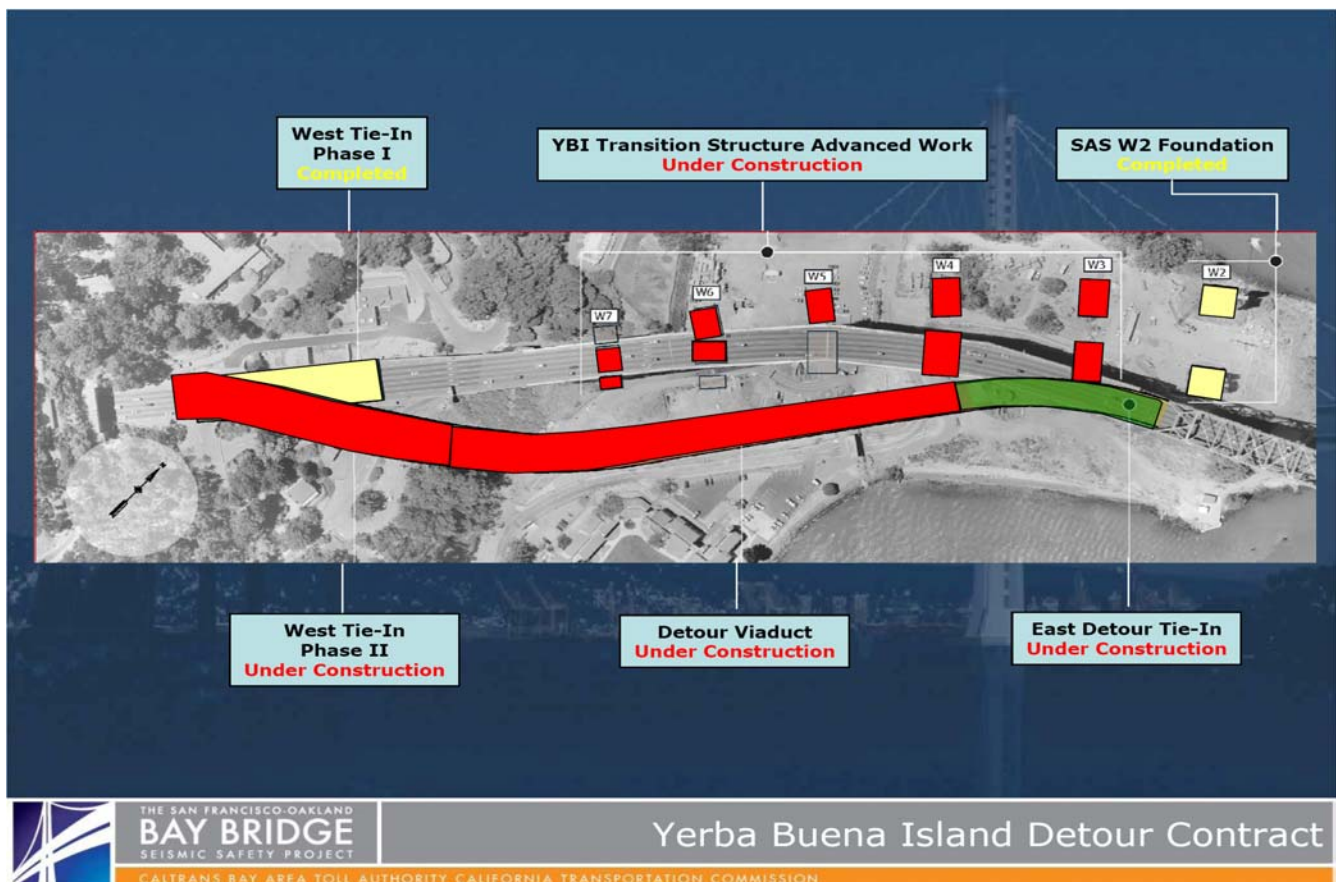 West Tie-In
Phase I
Completed
YBI Transition Structure Advanced Work
Under Construction
SAS W2 Foundation
Completed
W7
W6
W5
W4
W3
W2
West Tie-In
Phase II
Under Construction
Detour Viaduct
Under Construction
East Detour Tie-In
Under Construction
THE SAN FRANCISCO-OAKLAND
BAY BRIDGE
SEISMIC SAFETY PROJECT
Yerba Buena Island Detour Contract
CALTRANS BAY AREA TOLL AUTHORITY CALIFORNIA TRANSPORTATION COMMISSION